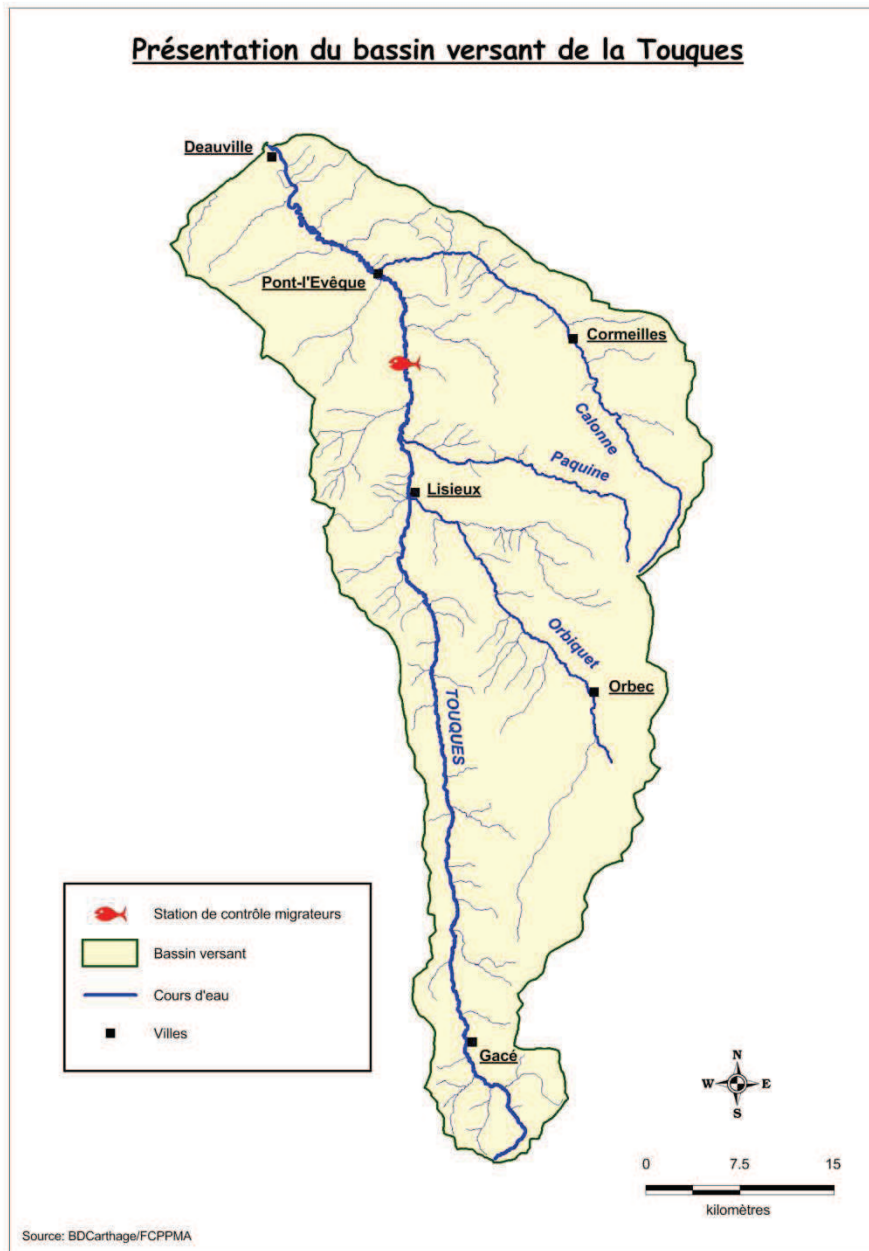 Présentation du bassin versant de la Touques
Deauville
Pont-l'Evêque
Cormeilles
Calonne
Paquine
Lisieux
Orbiquet
Orbec
TOUQUES
Station de contrôle migrateurs
Bassin versant
Cours d'eau
Villes
Gacé
N
W E
S
0 7.5 15
kilomètres
Source: BDCarthage/FCPPMA